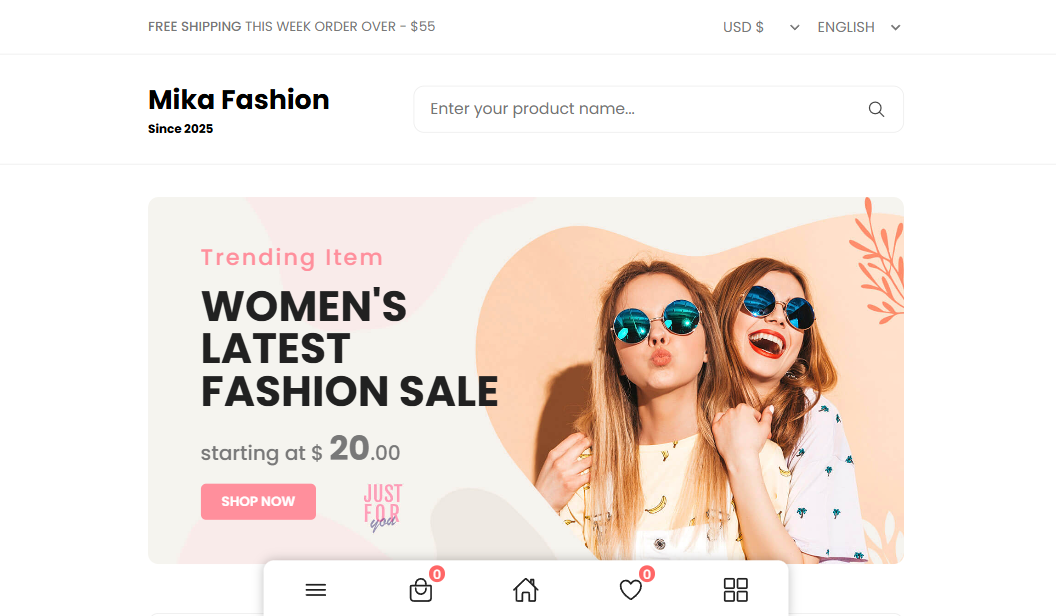 FREE SHIPPING THIS WEEK ORDER OVER - $55
USD $
ENGLISH
Mika Fashion
Since 2025
Enter your product name...
Trending Item
WOMEN'S
LATEST
FASHION SALE
starting at $ 20.00
SHOP NOW
JUST
FOR
you
0
0